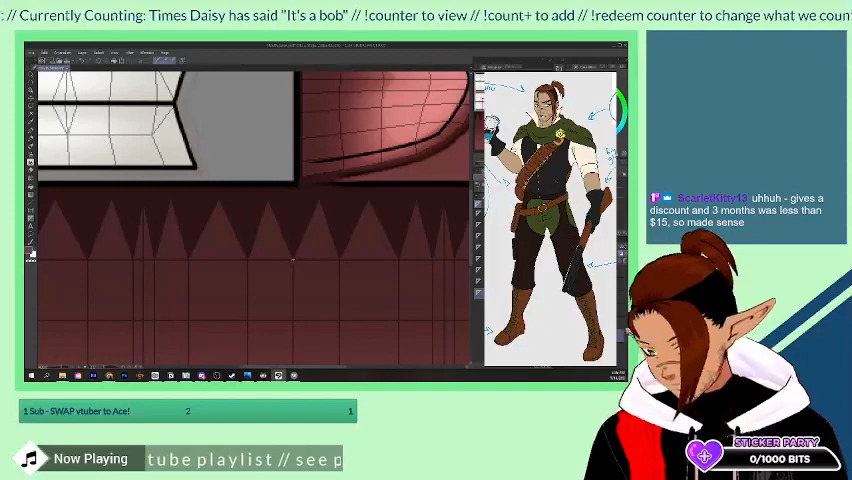 : // Currently Counting: Times Daisy has said "It's a bob" // !counter to view // !count+ to add // !redeem counter to change what we coun
ScarletKitty13 uhhuh - gives a
discount and 3 months was less than
$15, so made sense
1 Sub - SWAP vtuber to Ace! 2 1
Now Playing tube playlist // see p
STICKER PARTY
0/1000 BITS